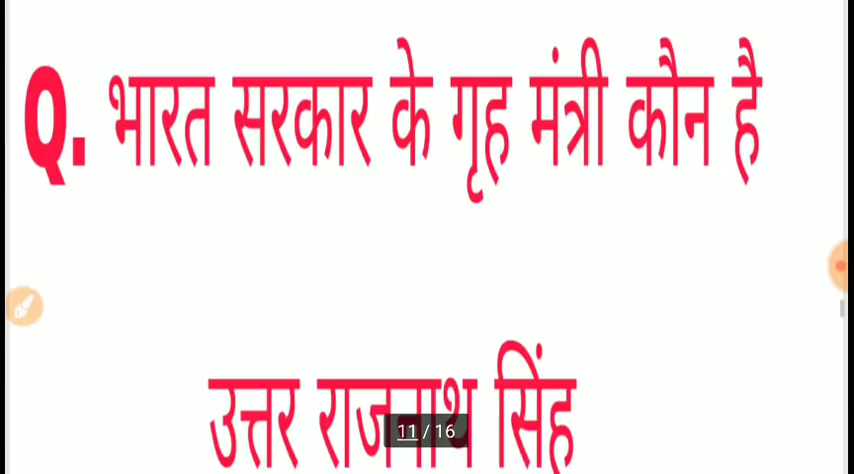 Q. भारत सरकार के गृह मंत्री कौन है
उत्तर राजनाथ सिंह
11 / 16